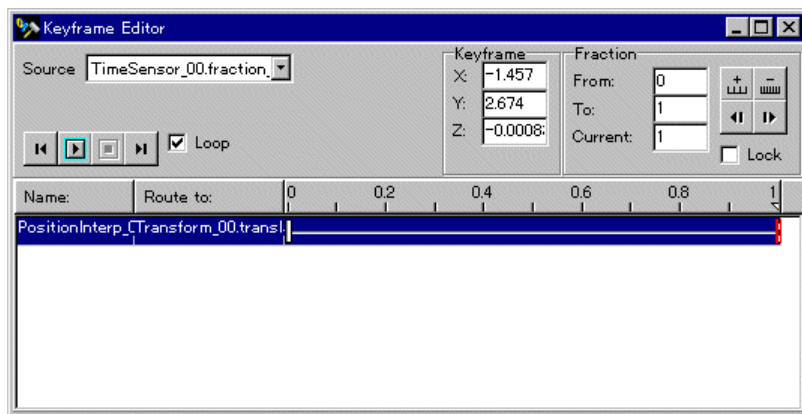 Keyframe Editor
Source TimeSensor_00.fraction_
Keyframe
X: -1.457
Y: 2.674
Z: -0.0008
Fraction
From: 0
To: 1
Current: 1
Loop
Lock
Name: Route to: 0 0.2 0.4 0.6 0.8 1
PositionInterp_ Transform_00.transl